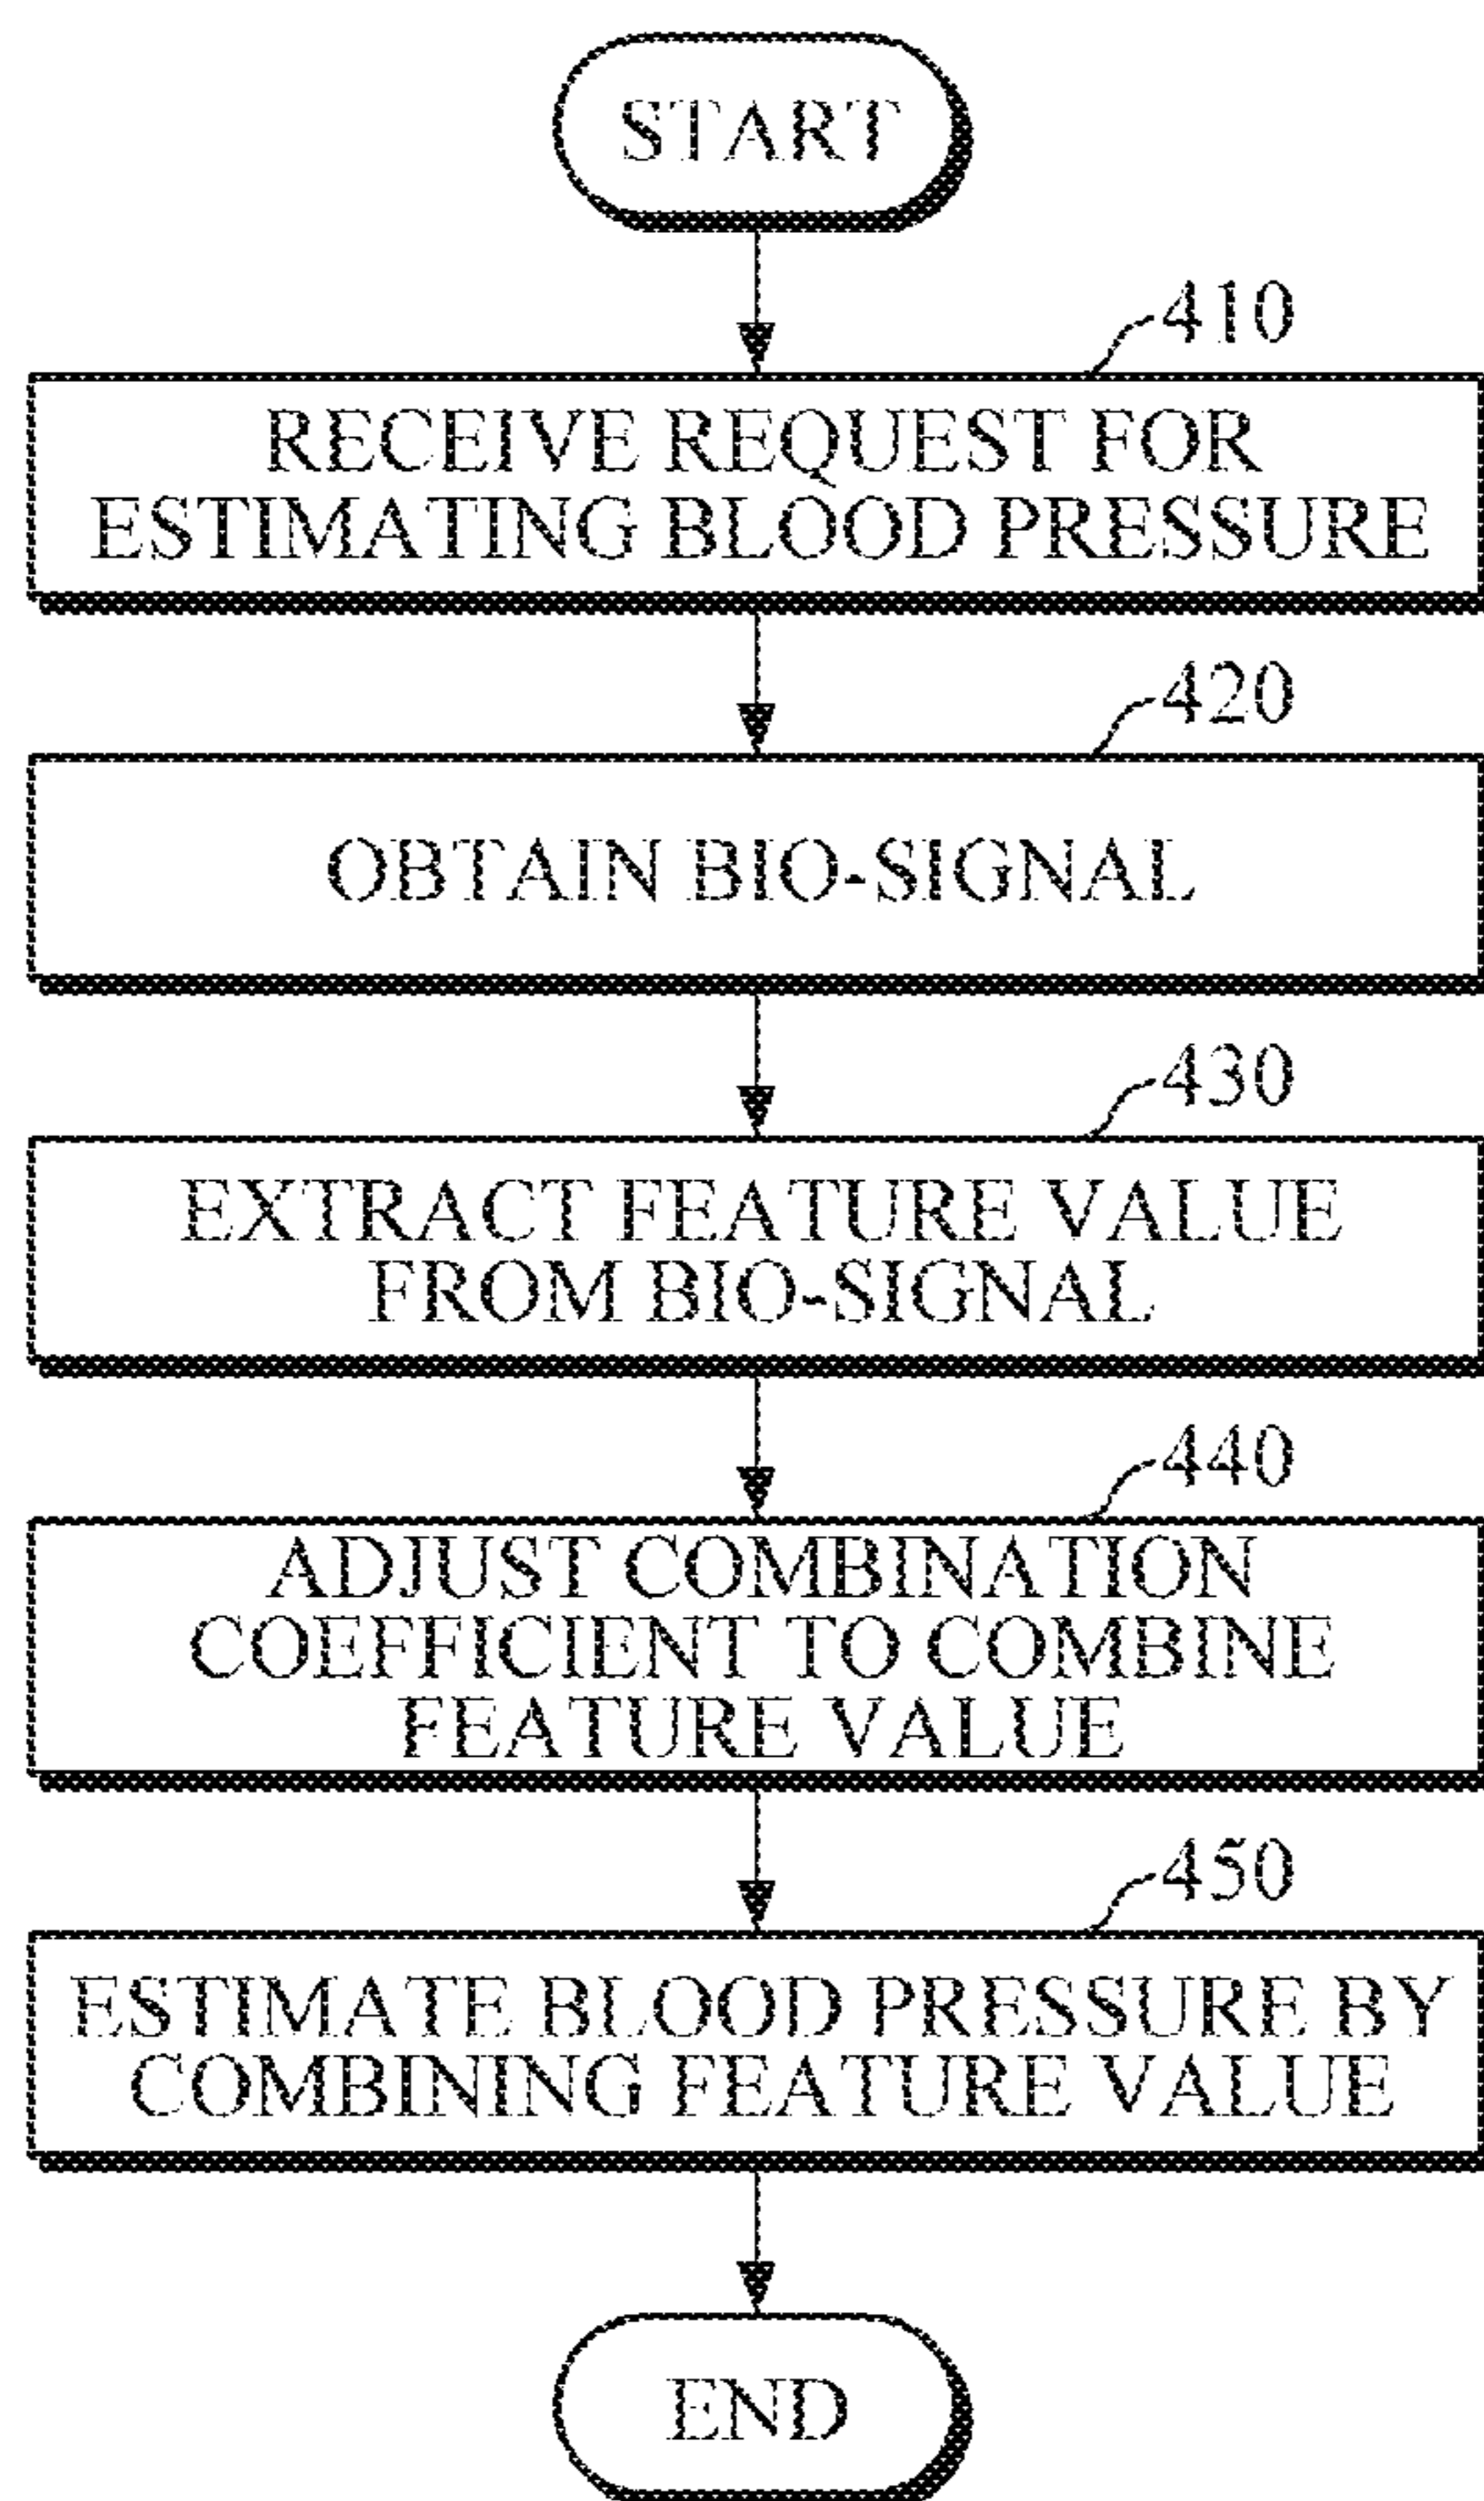 START
410
RECEIVE REQUEST FOR
ESTIMATING BLOOD PRESSURE
420
OBTAIN BIO-SIGNAL
430
EXTRACT FEATURE VALUE
FROM BIO-SIGNAL
440
ADJUST COMBINATION
COEFFICIENT TO COMBINE
FEATURE VALUE
450
ESTIMATE BLOOD PRESSURE BY
COMBINING FEATURE VALUE
END